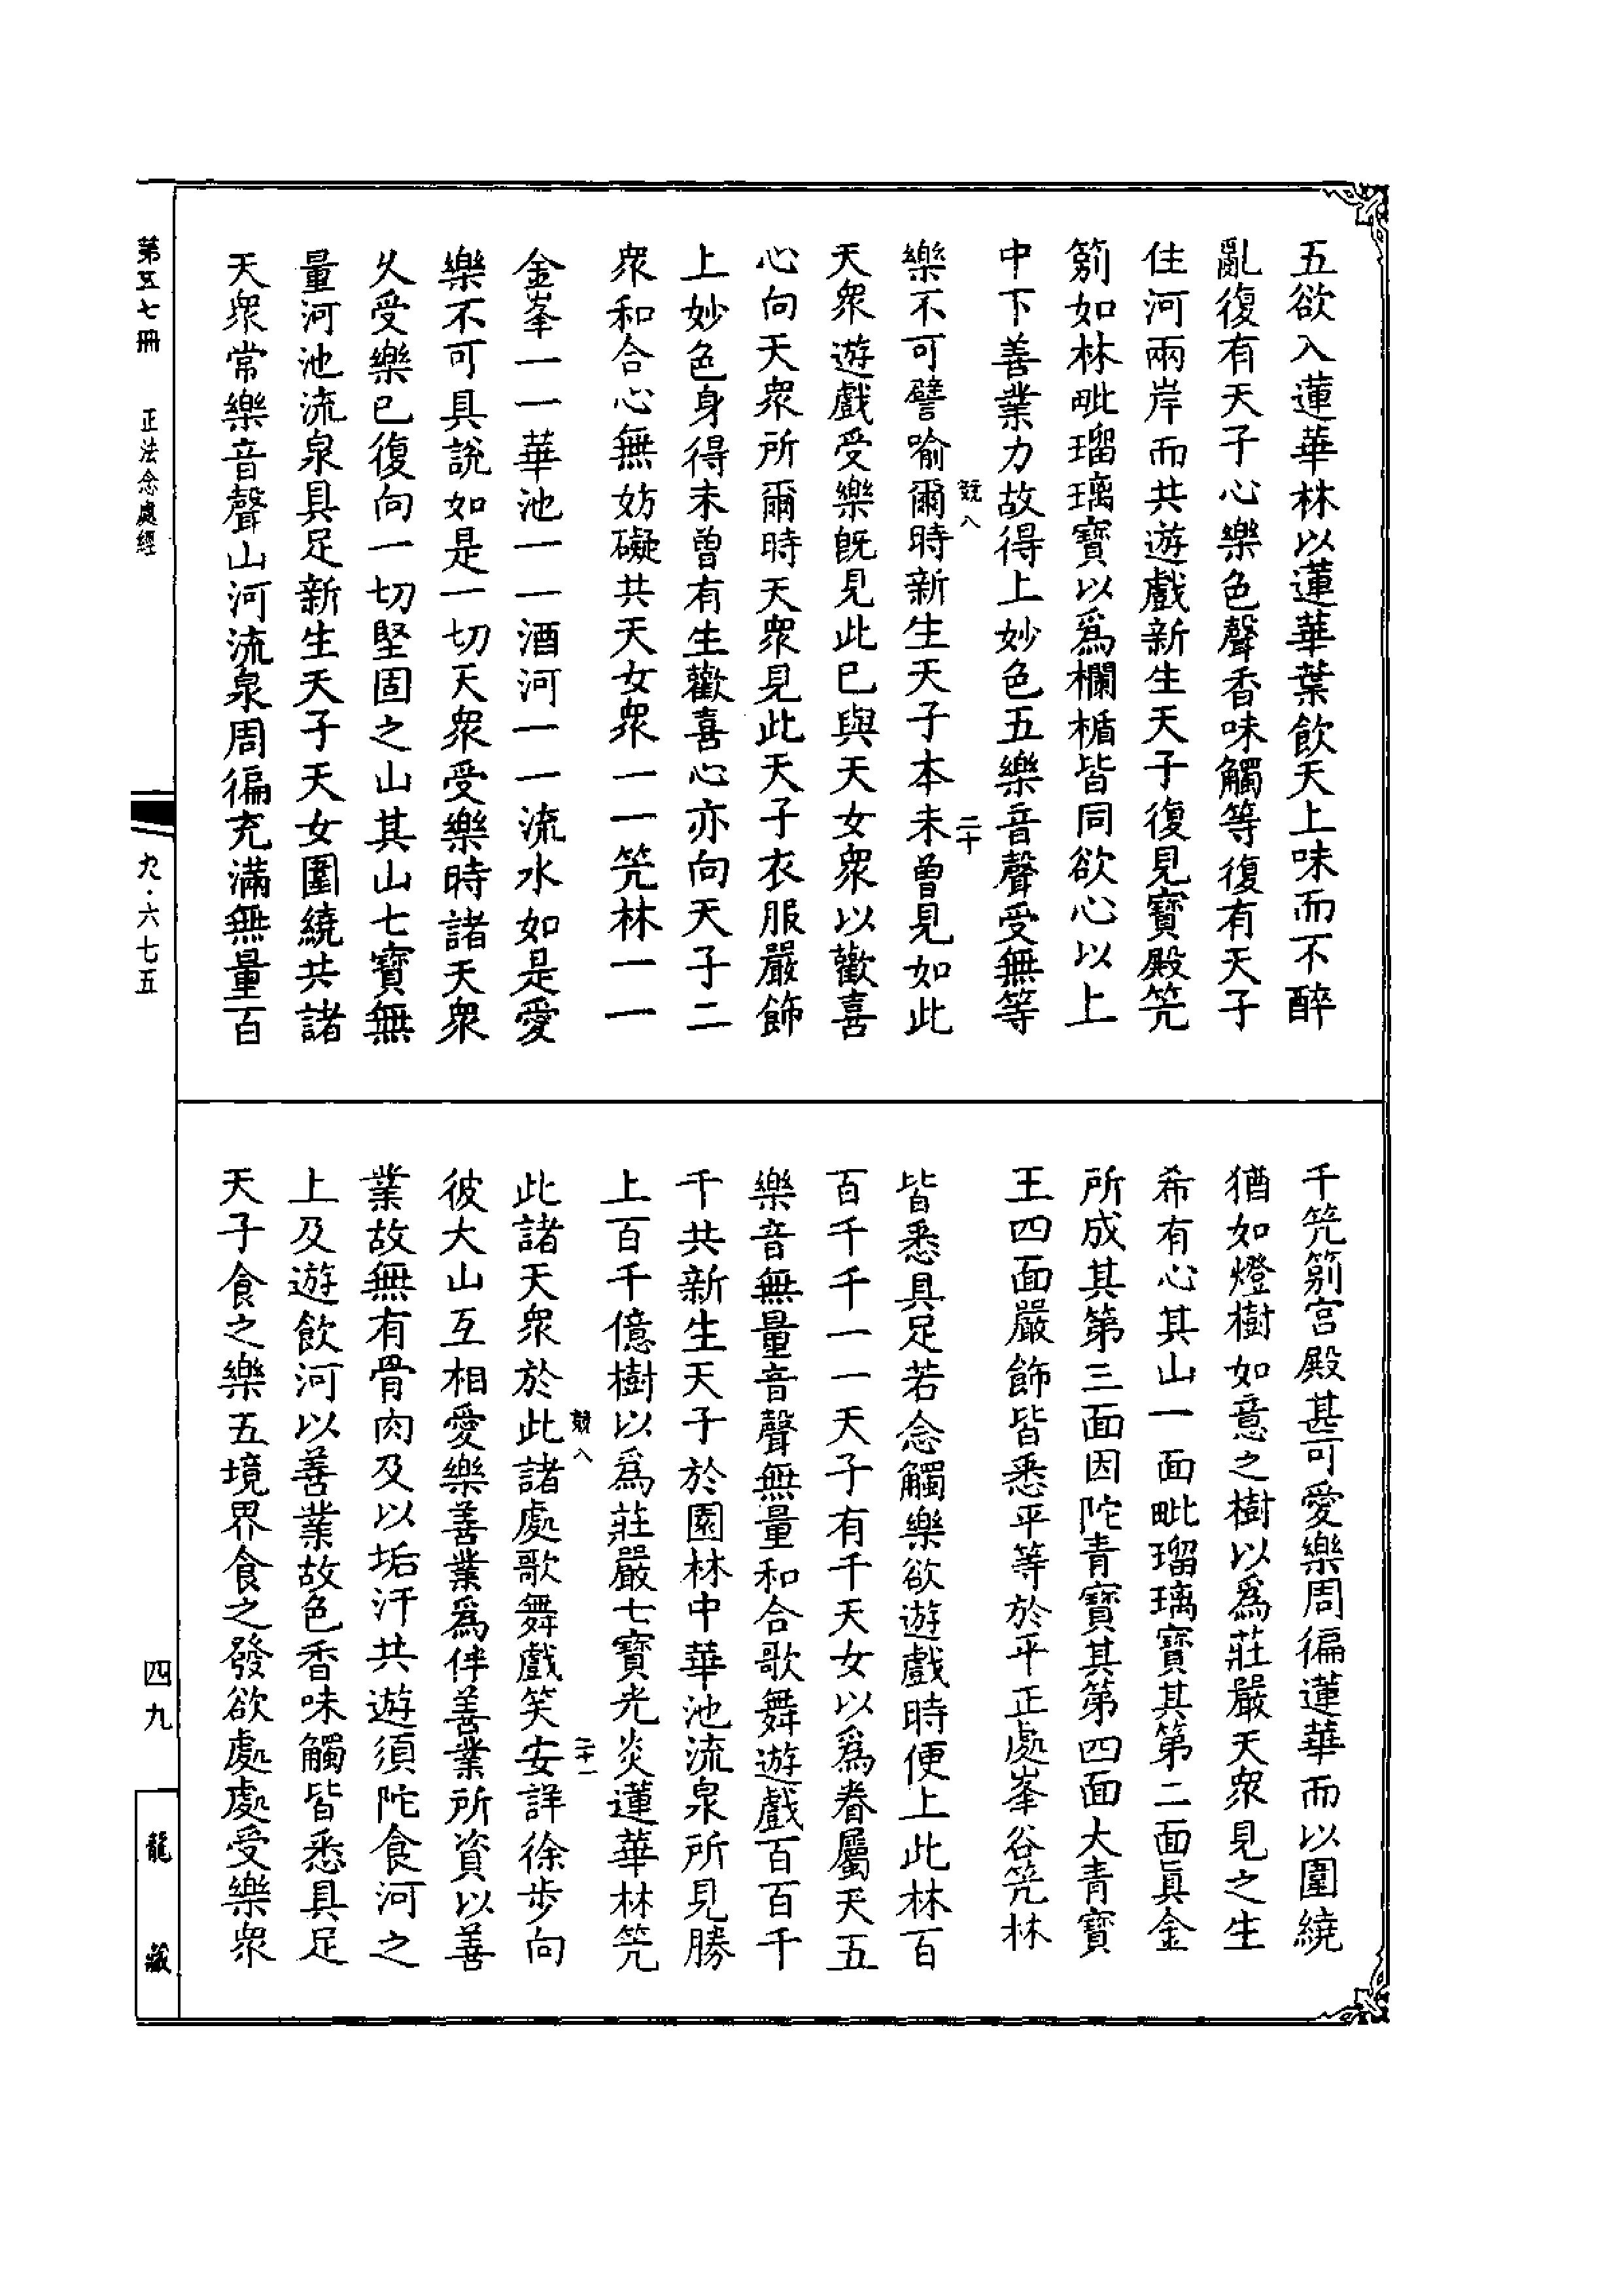 五欲入蓮華林以蓮華葉飲天上味而不醉
亂復有天子心樂色聲香味觸等復有天子
住河兩岸而共遊戲新生天子復見寶殿筅
箣如林毗瑠璃寶以爲欄楯皆同欲心以上
中下善業力故得上妙色五樂音聲受無等
樂不可譬喻爾時新生天子本未曾見如此
競八 二十
天衆遊戲受樂旣見此巳與天女衆以歡喜
心向天衆所爾時天衆見此天子衣服嚴飾
上妙色身得未曾有生歡喜心亦向天子二
衆和合心無妨礙共天女衆一一筅林一一
金峯一一華池一一酒河一一流水如是愛
樂不可具說如是一切天衆受樂時諸天衆
乆受樂巳復向一切堅固之山其山七寶無
量河池流泉具足新生天子天女圍繞共諸
天衆常樂音聲山河流泉周徧充滿無量百
千筅箣宮殿甚可愛樂周徧蓮華而以圍繞
猶如燈樹如意之樹以爲莊嚴天衆見之生
希有心其山一面毗瑠璃寶其第二面眞金
所成其第三面因陀青寶其第四面大青寶
王四面嚴飾皆悉平等於平正處峯谷筅林
皆悉具足若念觸樂欲遊戲時便上此林百
百千千一一天子有千天女以爲眷屬天五
樂音無量音聲無量和合歌舞遊戲百百千
千共新生天子於園林中華池流泉所見勝
上百千億樹以爲莊嚴七寶光炎蓮華林筅
此諸天衆於此諸處歌舞戲笑安詳徐步向
競八 二十一
彼大山互相愛樂善業爲伴善業所資以善
業故無有骨肉及以垢汗共遊須陀食河之
上及遊飲河以善業故色香味觸皆悉具足
天子食之樂五境界食之發欲處處受樂衆
第五七冊 正法念處經 九·六七五 四九 龍藏